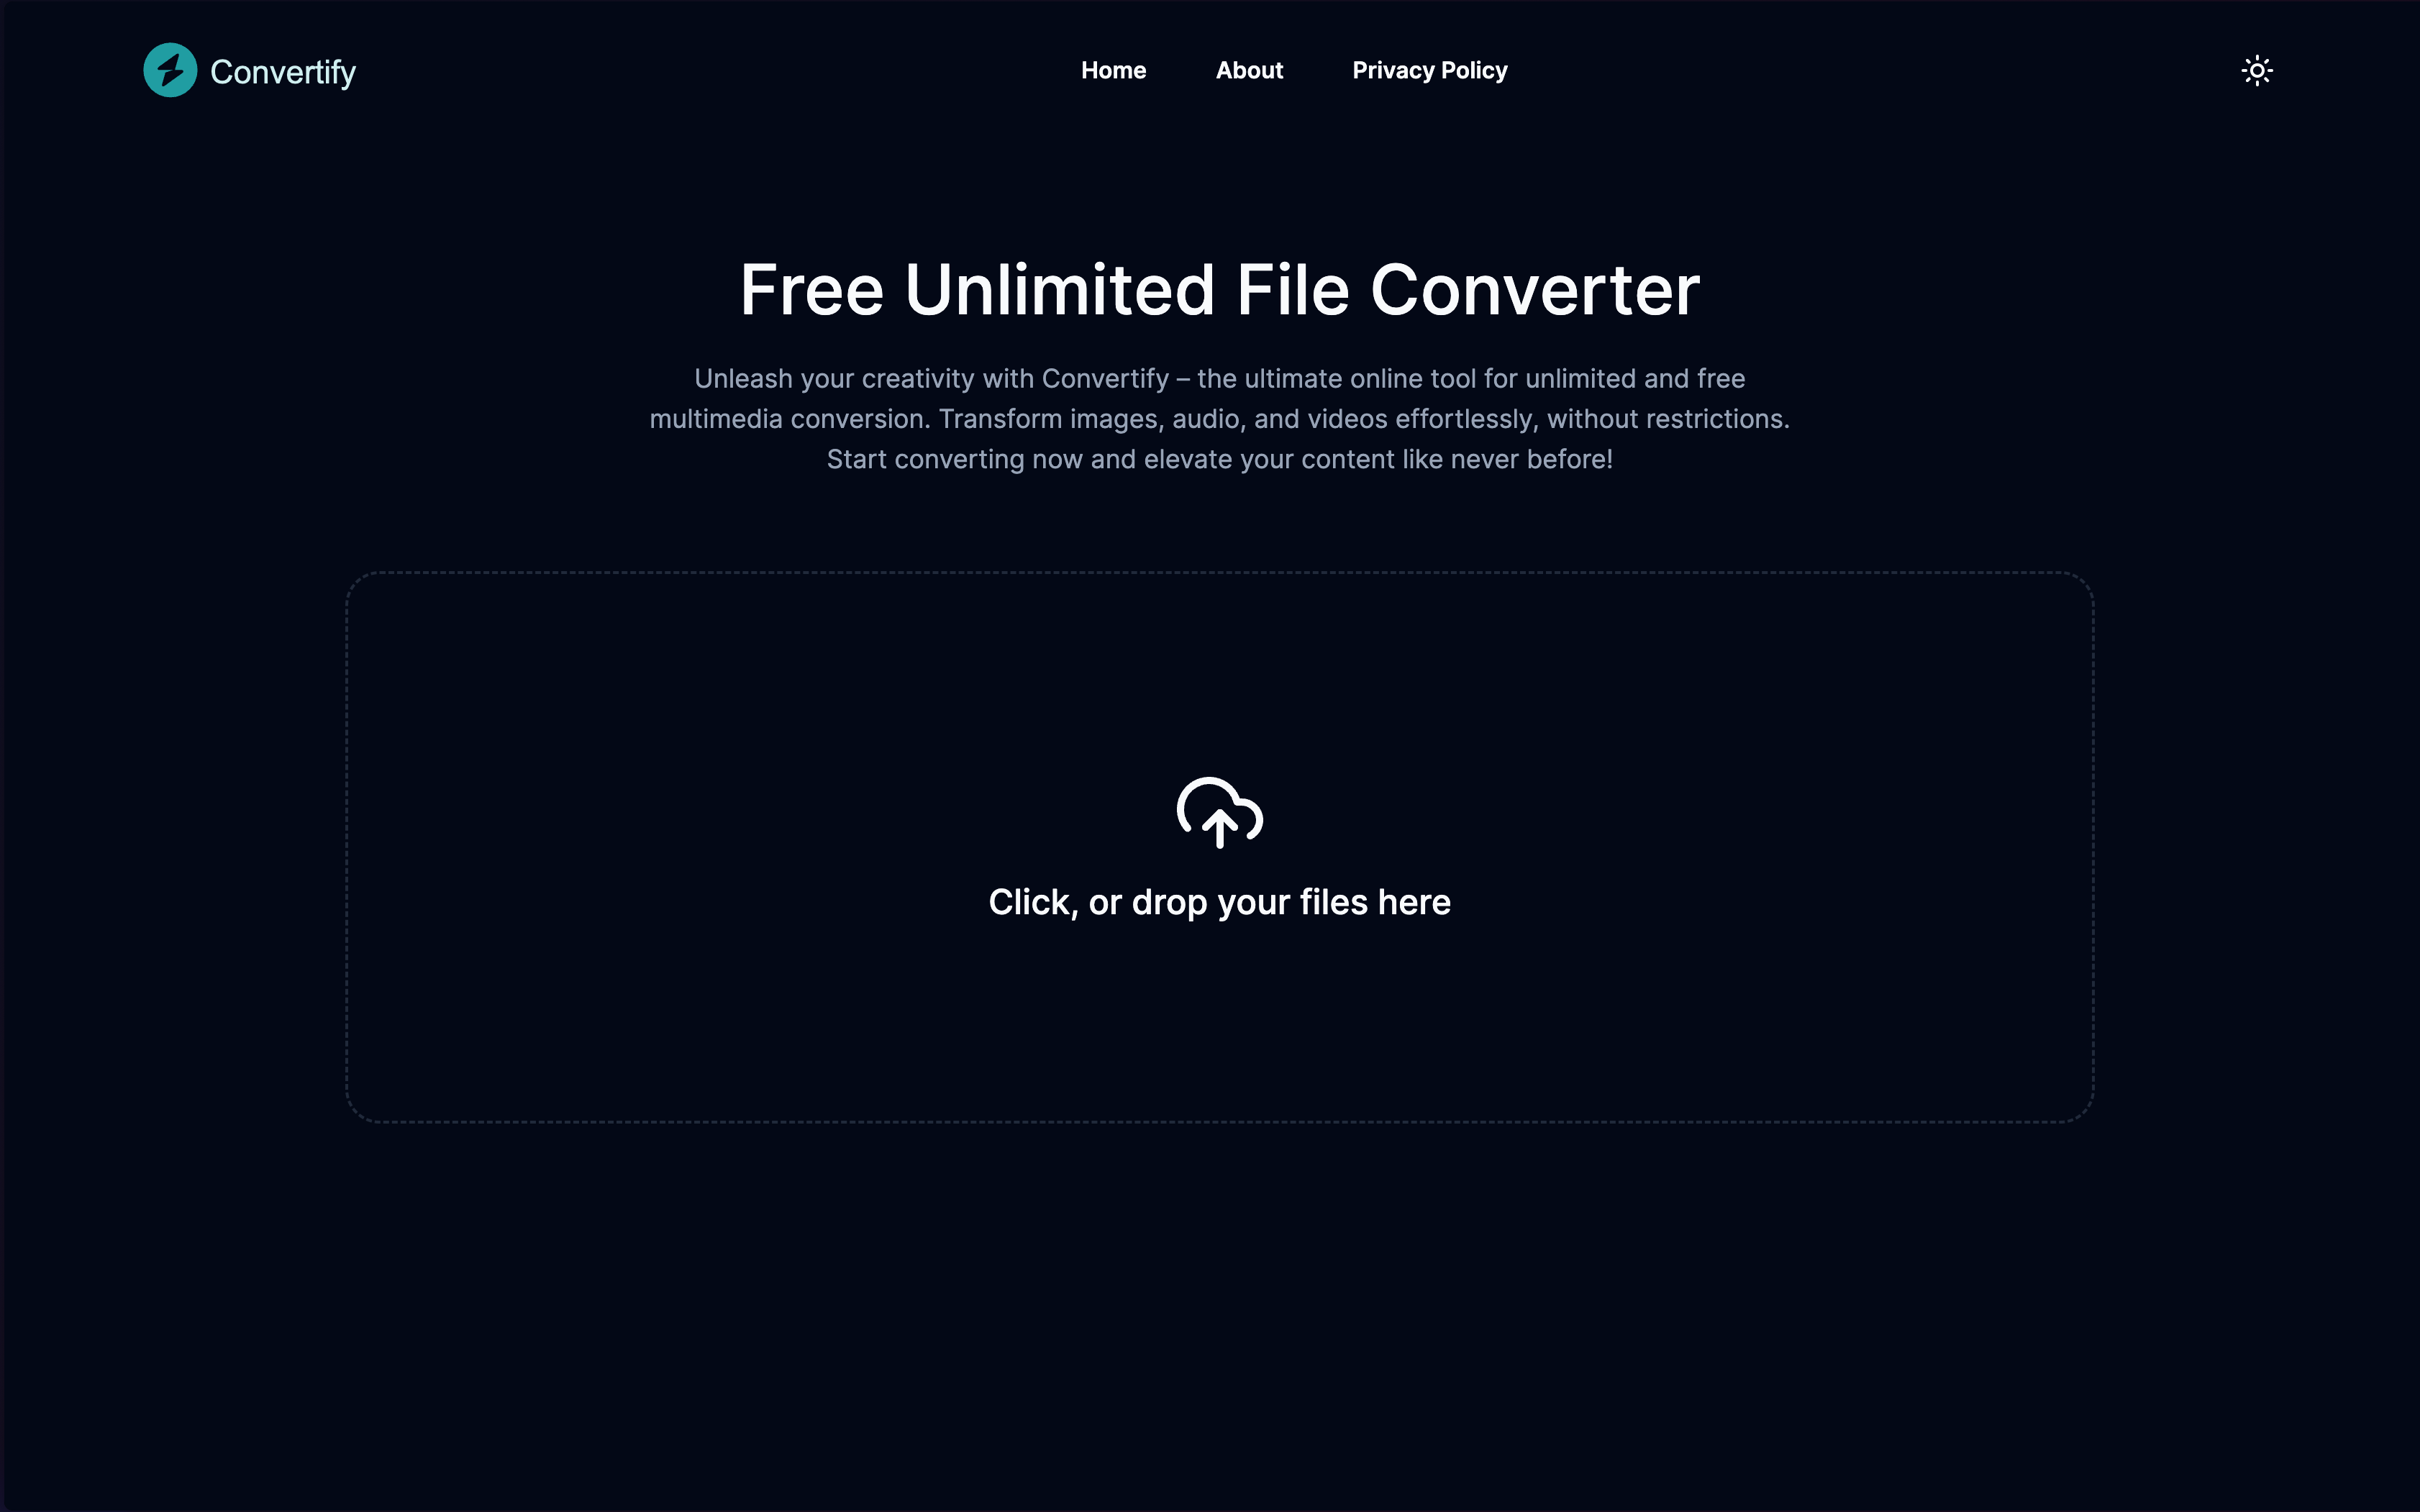 Convertify
Home
About
Privacy Policy
Free Unlimited File Converter
Unleash your creativity with Convertify – the ultimate online tool for unlimited and free
multimedia conversion. Transform images, audio, and videos effortlessly, without restrictions.
Start converting now and elevate your content like never before!
Click, or drop your files here